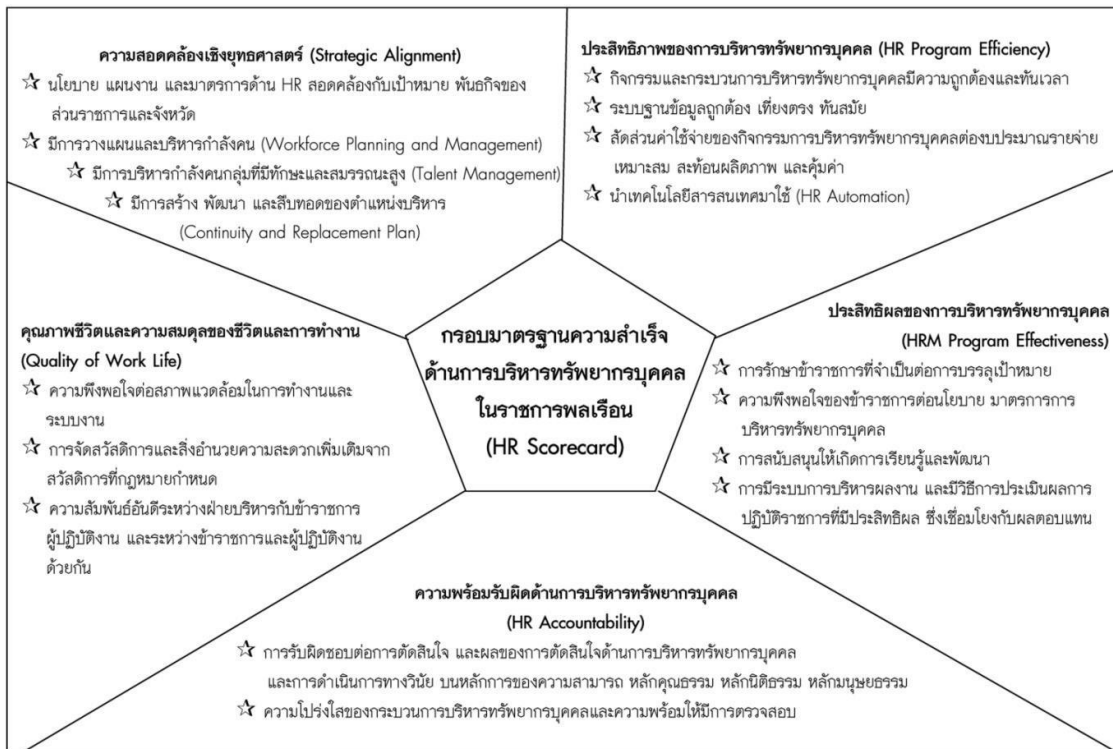 ความสอดคล้องเชิงยุทธศาสตร์ (Strategic Alignment)
☆ นโยบาย แผนงาน และมาตรการด้าน HR สอดคล้องกับเป้าหมาย พันธกิจของ
ส่วนราชการและจังหวัด
☆ มีการวางแผนและบริหารกำลังคน (Workforce Planning and Management)
☆ มีการบริหารกำลังคนกลุ่มที่มีทักษะและสมรรถนะสูง (Talent Management)
☆ มีการสร้าง พัฒนา และสืบทอดของตำแหน่งบริหาร
(Continuity and Replacement Plan)
ประสิทธิภาพของการบริหารทรัพยากรบุคคล (HR Program Efficiency)
☆ กิจกรรมและกระบวนการบริหารทรัพยากรบุคคลมีความถูกต้องและทันเวลา
☆ ระบบฐานข้อมูลถูกต้อง เที่ยงตรง ทันสมัย
☆ สัดส่วนค่าใช้จ่ายของกิจกรรมการบริหารทรัพยากรบุคคลต่องบประมาณรายจ่าย
เหมาะสม สะท้อนผลิตภาพ และคุ้มค่า
☆ นำเทคโนโลยีสารสนเทศมาใช้ (HR Automation)
คุณภาพชีวิตและความสมดุลของชีวิตและการทำงาน
(Quality of Work Life)
☆ ความพึงพอใจต่อสภาพแวดล้อมในการทำงานและ
ระบบงาน
☆ การจัดสวัสดิการและสิ่งอำนวยความสะดวกเพิ่มเติมจาก
สวัสดิการที่กฎหมายกำหนด
☆ ความสัมพันธ์อันดีระหว่างฝ่ายบริหารกับข้าราชการ
ผู้ปฏิบัติงาน และระหว่างข้าราชการและผู้ปฏิบัติงาน
ด้วยกัน
กรอบมาตรฐานความสำเร็จ
ด้านการบริหารทรัพยากรบุคคล
ในราชการพลเรือน
(HR Scorecard)
ประสิทธิผลของการบริหารทรัพยากรบุคคล
(HRM Program Effectiveness)
☆ การรักษาข้าราชการที่จำเป็นต่อการบรรลุเป้าหมาย
☆ ความพึงพอใจของข้าราชการต่อนโยบาย มาตรการการ
บริหารทรัพยากรบุคคล
☆ การสนับสนุนให้เกิดการเรียนรู้และพัฒนา
☆ การมีระบบการบริหารผลงาน และมีวิธีการประเมินผลการ
ปฏิบัติราชการที่มีประสิทธิผล ซึ่งเชื่อมโยงกับผลตอบแทน
ความพร้อมรับผิดด้านการบริหารทรัพยากรบุคคล
(HR Accountability)
☆ การรับผิดชอบต่อการตัดสินใจ และผลของการตัดสินใจด้านการบริหารทรัพยากรบุคคล
และการดำเนินการทางวินัย บนหลักการของความสามารถ หลักคุณธรรม หลักนิติธรรม หลักมนุษยธรรม
☆ ความโปร่งใสของกระบวนการบริหารทรัพยากรบุคคลและความพร้อมให้มีการตรวจสอบ